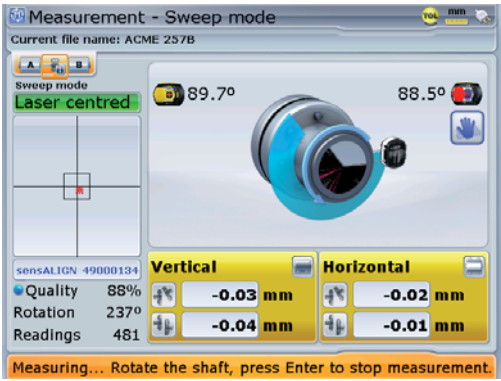 Measurement - Sweep mode
TOL mm
Current file name: ACME 257B
A B
Sweep mode
Laser centred
89.7º 88.5º
sensALIGN 49000134
Quality 88%
Rotation 237º
Readings 481
Vertical
-0.03 mm
-0.04 mm
Horizontal
-0.02 mm
-0.01 mm
Measuring... Rotate the shaft, press Enter to stop measurement.